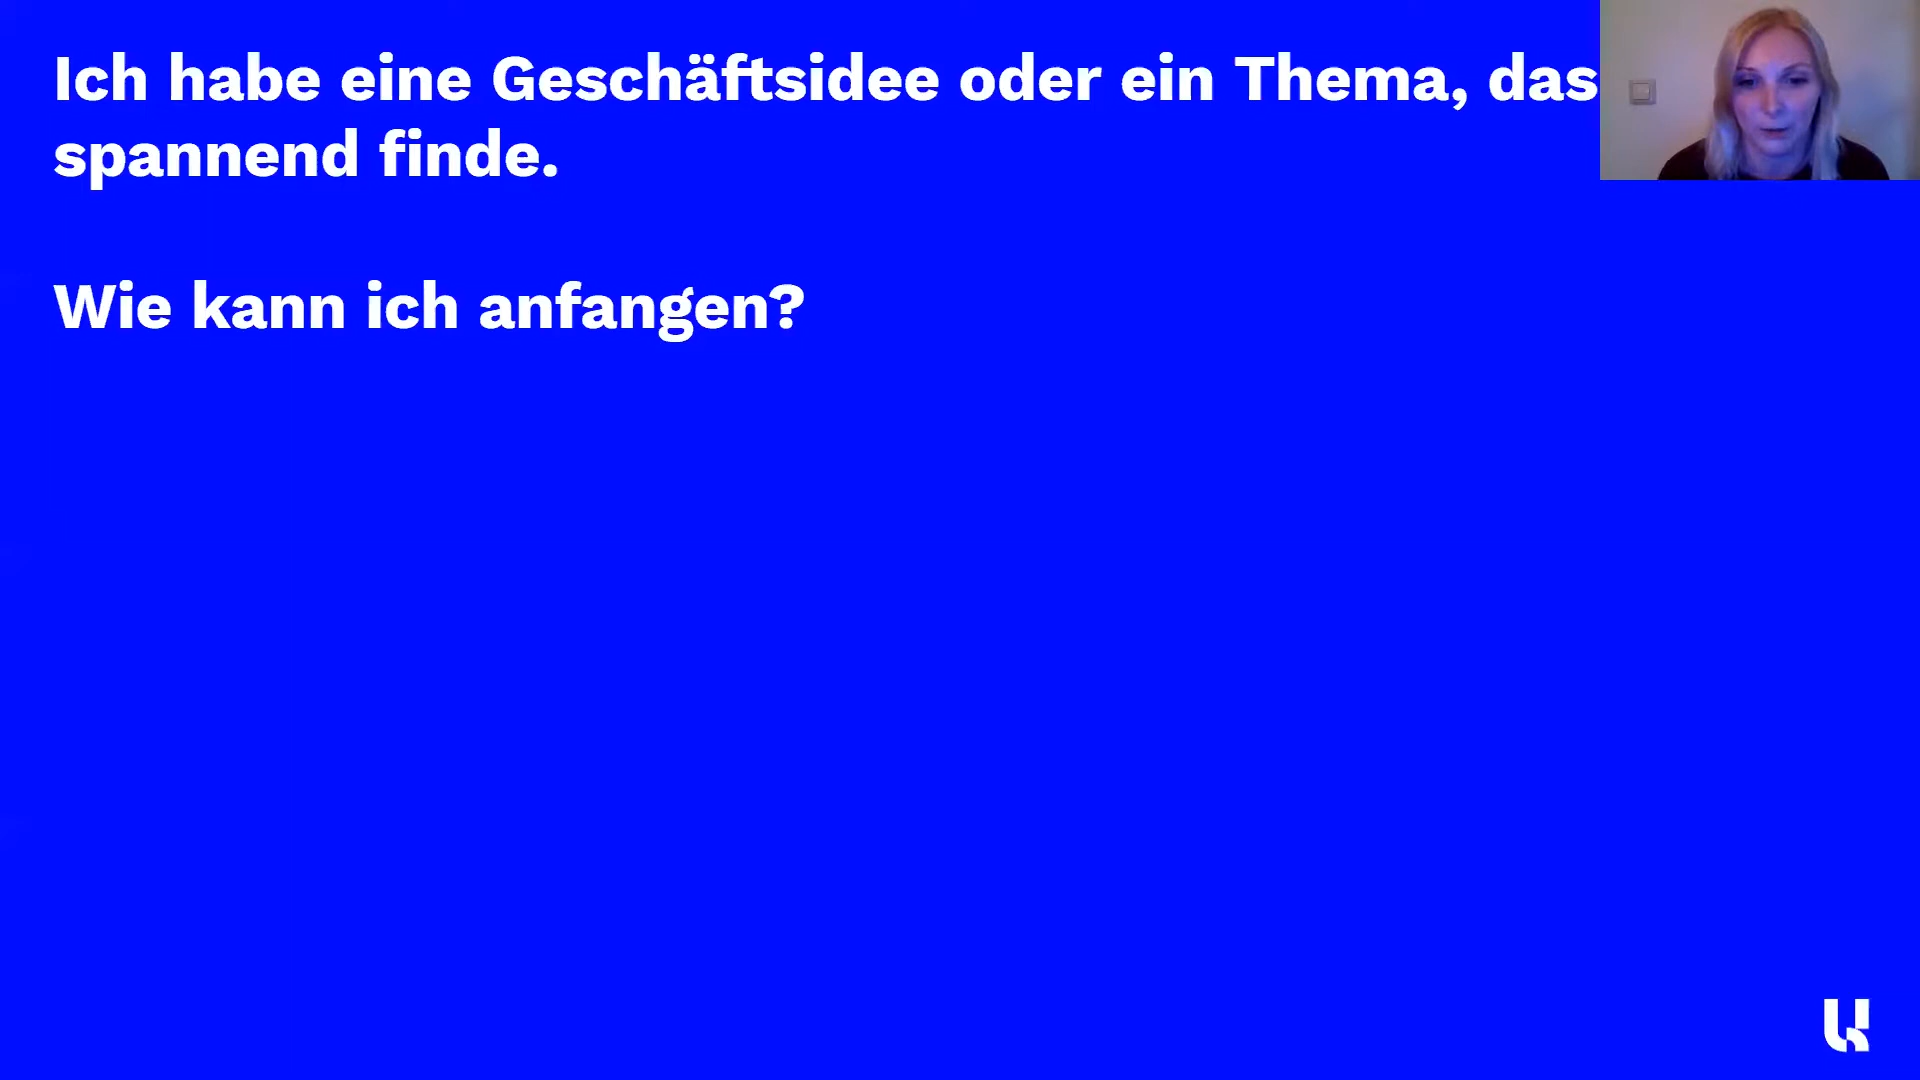 Ich habe eine Geschäftsidee oder ein Thema, das
spannend finde.
Wie kann ich anfangen?